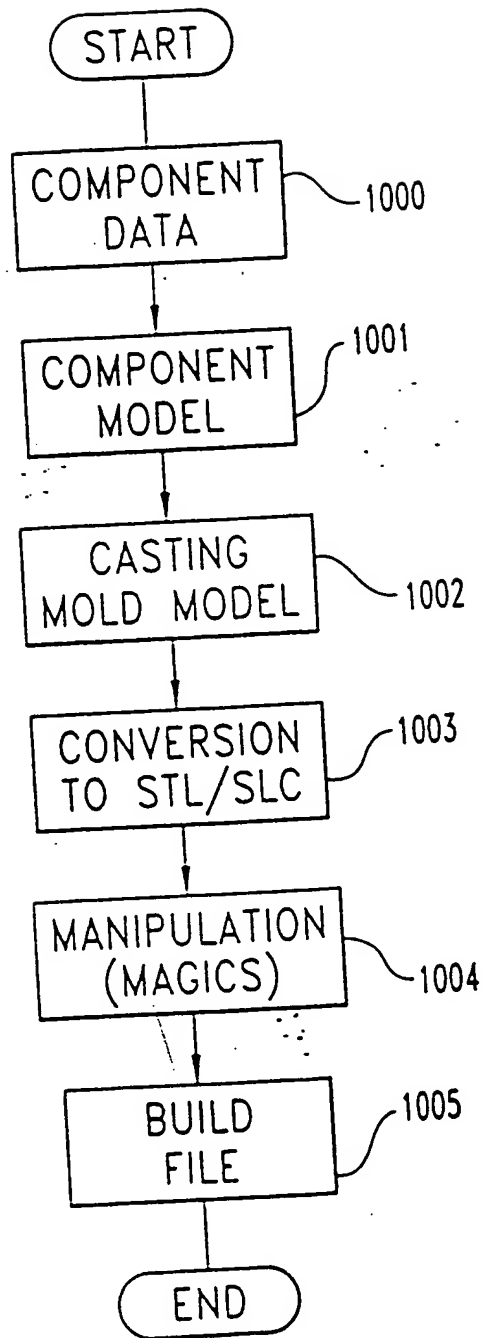 START
COMPONENT
DATA
1000
COMPONENT
MODEL
1001
CASTING
MOLD MODEL
1002
CONVERSION
TO STL/SLC
1003
MANIPULATION
(MAGICS)
1004
BUILD
FILE
1005
END